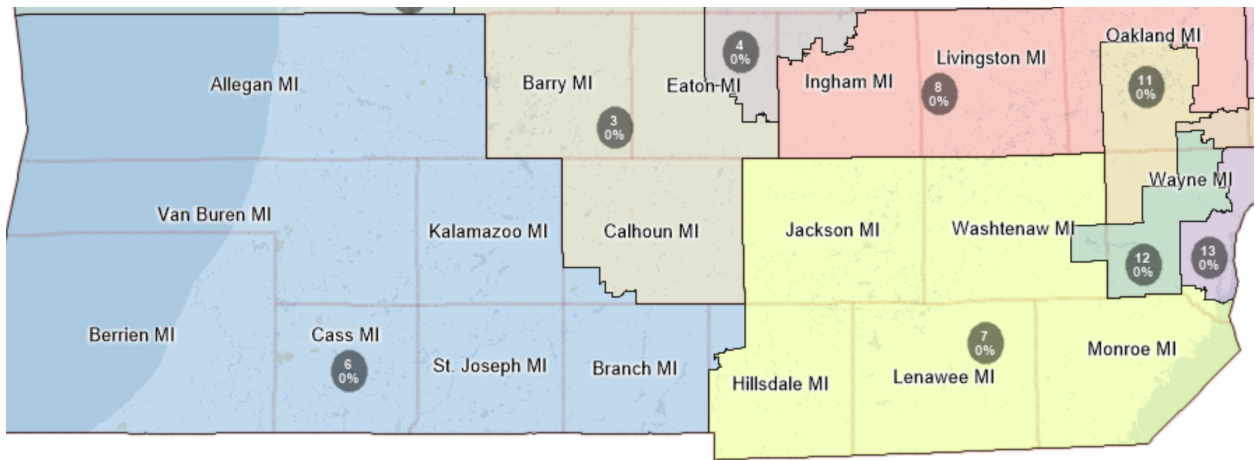 Oakland MI
4
0%
Livingston MI
Allegan MI
Barry MI
Eaton MI
Ingham MI
8
0%
11
0%
3
0%
Wayne MI
Van Buren MI
Kalamazoo MI
Calhoun MI
Jackson MI
Washtenaw MI
12
0%
13
0%
Berrien MI
Cass MI
6
0%
St. Joseph MI
Branch MI
Hillsdale MI
7
0%
Lenawee MI
Monroe MI